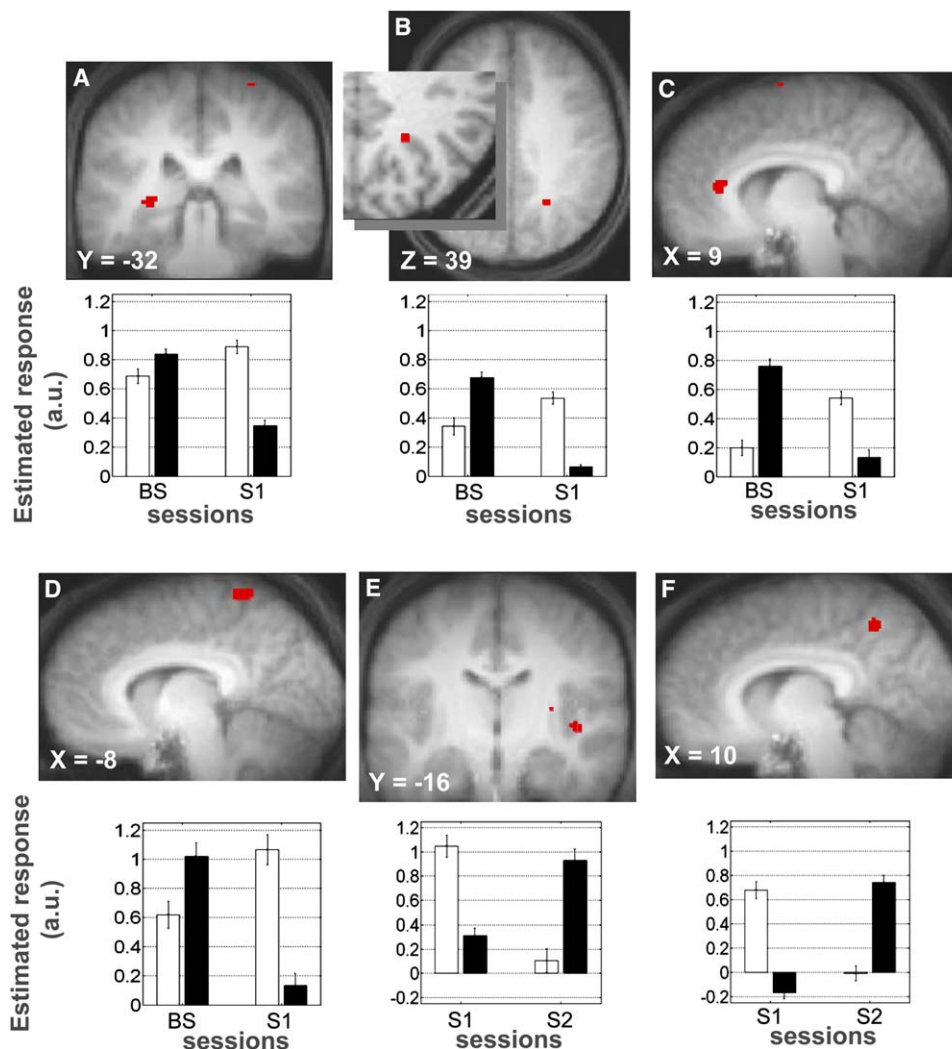 A
Y = -32
B
Z = 39
C
X = 9
Estimated response
(a.u.)
1.2
1
0.8
0.6
0.4
0.2
0
BS S1
sessions
1.2
1
0.8
0.6
0.4
0.2
0
BS S1
sessions
1.2
1
0.8
0.6
0.4
0.2
0
BS S1
sessions
D
X = -8
E
Y = -16
F
X = 10
Estimated response
(a.u.)
1.2
1
0.8
0.6
0.4
0.2
0
BS S1
sessions
1.2
1
0.8
0.6
0.4
0.2
0
-0.2
S1 S2
sessions
1.2
1
0.8
0.6
0.4
0.2
0
-0.2
S1 S2
sessions